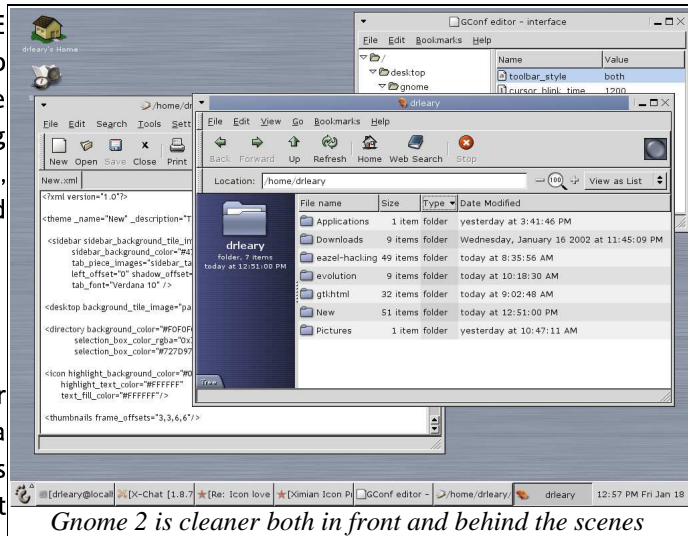 E
o
e
g
,
d
r
a
s
t
drleary's Home
GConf editor - interface
File Edit Bookmarks Help
/
desktop
gnome
Name Value
toolbar_style both
cursor_blink_time 1200
/home/dr
File Edit Search Tools Sett
New Open Save Close Print
New.xml
<?xml version="1.0"?>
<theme _name="New" _description="T
<sidebar sidebar_background_tile_im
sidebar_background_color="#4
tab_piece_images="sidebar_ta
left_offset="0" shadow_offset=
tab_font="Verdana 10" />
<desktop background_tile_image="pa
<directory background_color="#F0F0F
selection_box_color_rgba="0x
selection_box_color="#727D97
<icon highlight_background_color="#0
highlight_text_color="#FFFFFF"
text_fill_color="#FFFFFF"/>
<thumbnails frame_offsets="3,3,6,6"/>
drleary
File Edit View Go Bookmarks Help
Back Forward Up Refresh Home Web Search Stop
Location: /home/drleary 100 View as List
drleary
folder, 7 items
today at 12:51:00 PM
Tree
File name Size Type Date Modified
Applications 1 item folder yesterday at 3:41:46 PM
Downloads 9 items folder Wednesday, January 16 2002 at 11:45:09 PM
eazel-hacking 49 items folder today at 8:35:56 AM
evolution 9 items folder today at 10:18:30 AM
gtkhtml 32 items folder today at 9:02:48 AM
New 51 items folder today at 12:51:00 PM
Pictures 1 item folder yesterday at 10:47:11 AM
[drleary@locall [X-Chat [1.8.7 [Re: Icon love [Ximian Icon Pi GConf editor - /home/drleary/ drleary 12:57 PM Fri Jan 18
Gnome 2 is cleaner both in front and behind the scenes